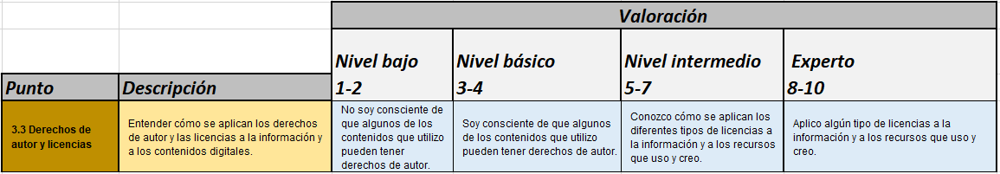 Valoración
Nivel bajo
1-2
Nivel básico
3-4
Nivel intermedio
5-7
Experto
8-10
Punto
Descripción
3.3 Derechos de
autor y licencias
Entender cómo se aplican los derechos
de autor y las licencias a la información y
a los contenidos digitales.
No soy consciente de
que algunos de los
contenidos que utilizo
pueden tener
derechos de autor.
Soy consciente de que algunos
de los contenidos que utilizo
pueden tener derechos de autor.
Conozco cómo se aplican los
diferentes tipos de licencias a
la información y a los recursos
que uso y creo.
Aplico algún tipo de licencias a la
información y a los recursos que uso y
creo.